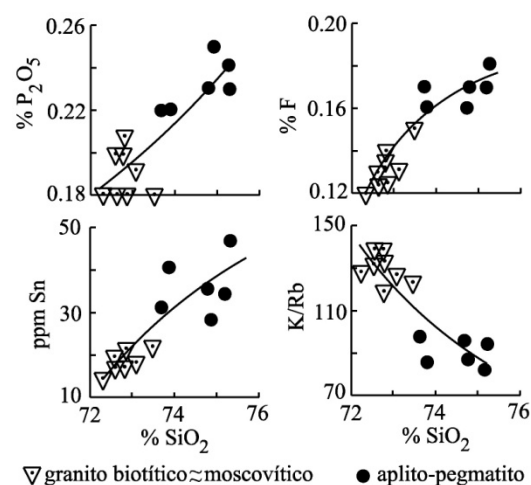 0.26
% P2O5
0.22
0.18
0.20
% F
0.16
0.12
50
ppm Sn
30
10
72 74 76
% SiO2
150
K/Rb
110
70
72 74 76
% SiO2
granito biotítico≈moscovítico
aplito-pegmatito